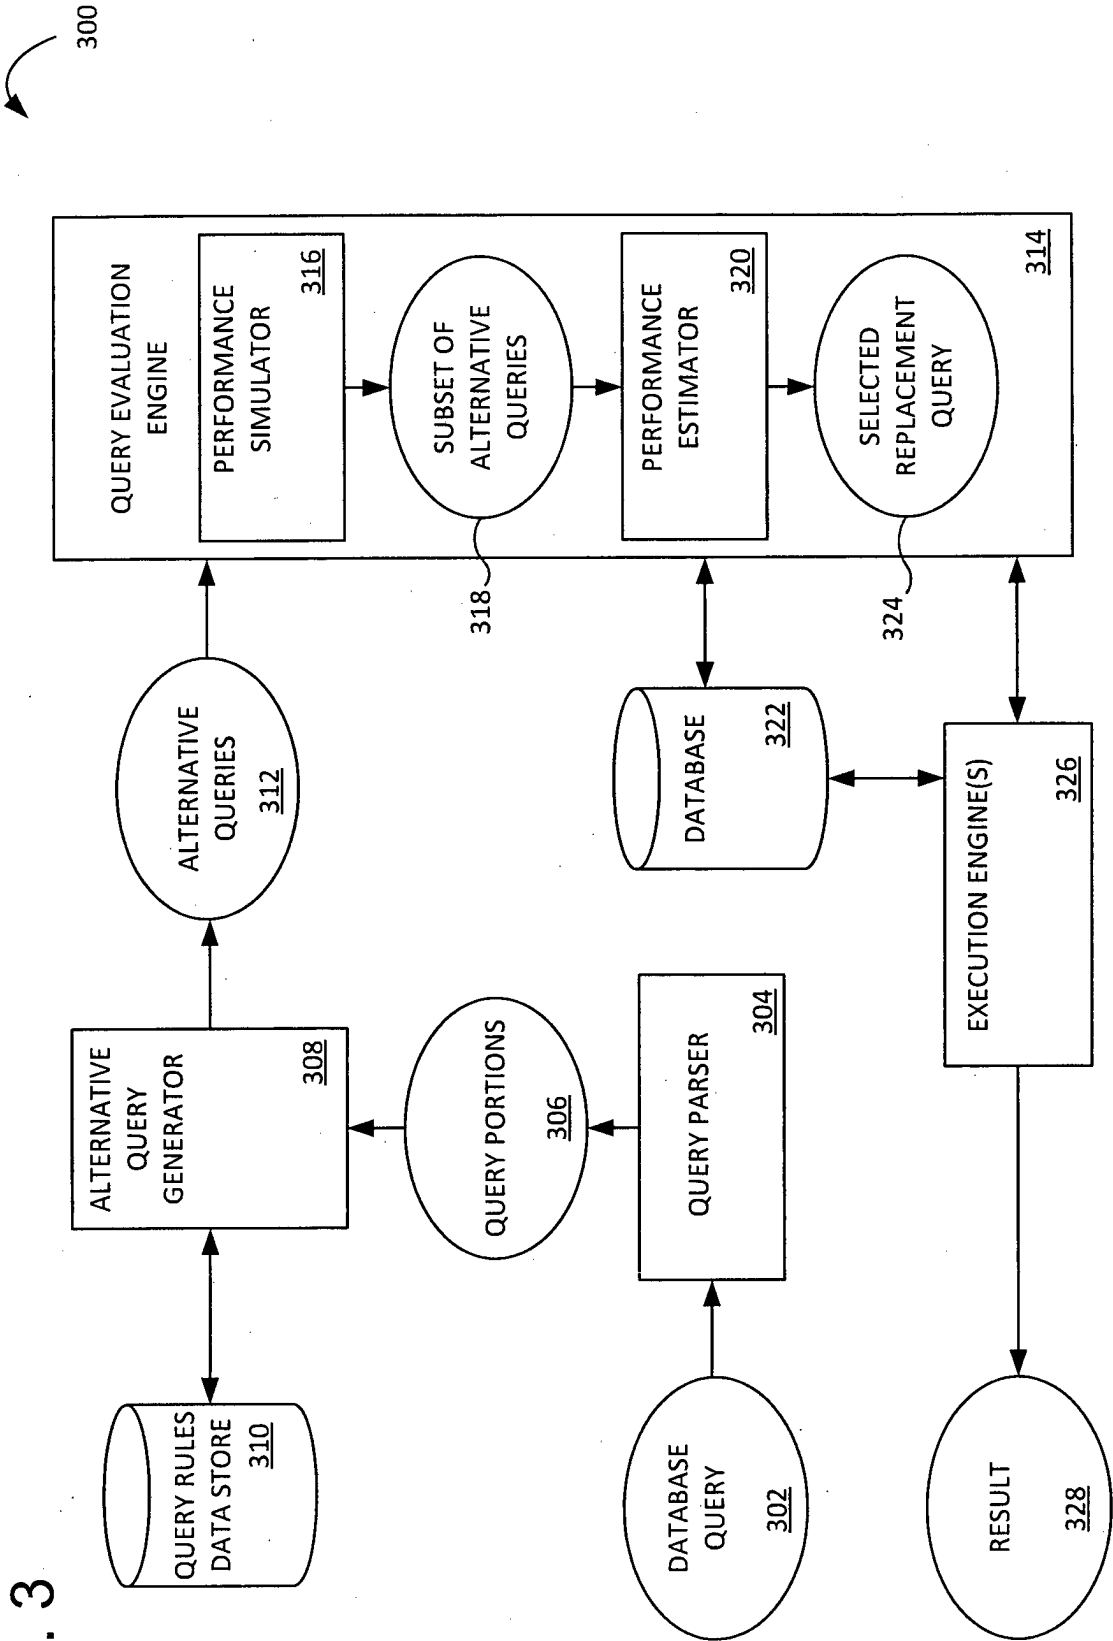 . 3
300
QUERY RULES
DATA STORE
310
ALTERNATIVE
QUERY
GENERATOR
308
ALTERNATIVE
QUERIES
312
QUERY EVALUATION
ENGINE
PERFORMANCE
SIMULATOR
316
SUBSET OF
ALTERNATIVE
QUERIES
318
PERFORMANCE
ESTIMATOR
320
SELECTED
REPLACEMENT
QUERY
324
314
QUERY PORTIONS
306
DATABASE
QUERY
302
QUERY PARSER
304
DATABASE
322
EXECUTION ENGINE(S)
326
RESULT
328